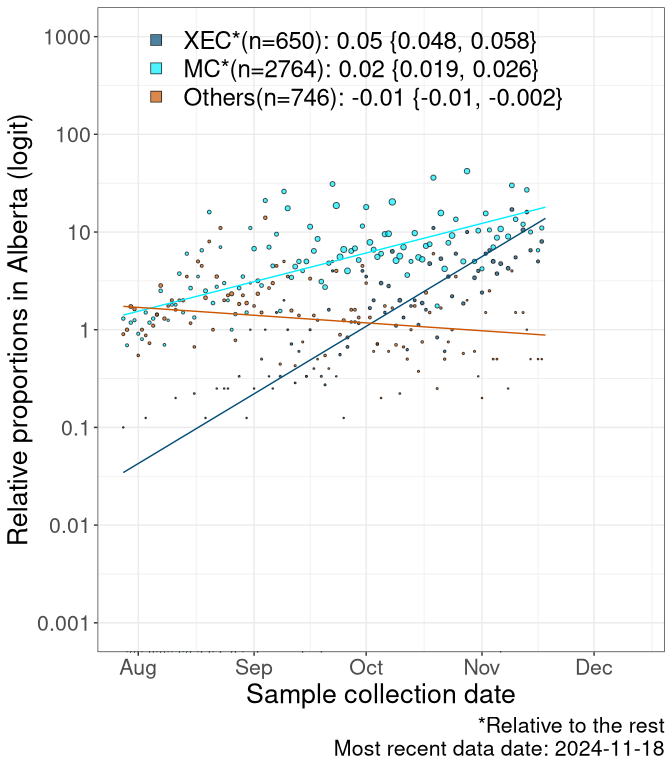 XEC*(n=650): 0.05 {0.048, 0.058}
MC*(n=2764): 0.02 {0.019, 0.026}
Others(n=746): -0.01 {-0.01, -0.002}
Relative proportions in Alberta (logit)
1000
100
10
1
0.1
0.01
0.001
Aug Sep Oct Nov Dec
Sample collection date
*Relative to the rest
Most recent data date: 2024-11-18